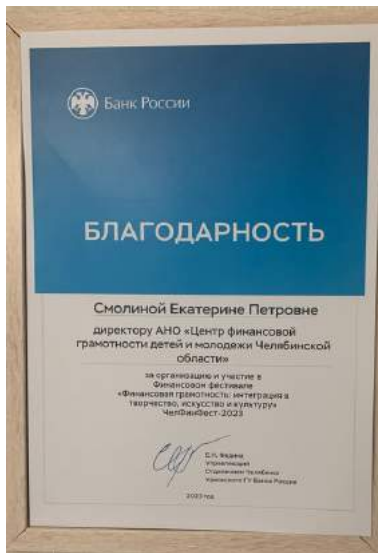 Банк России
БЛАГОДАРНОСТЬ
Смолиной Екатерине Петровне
директору АНО «Центр финансовой
грамотности детей и молодежи Челябинской
области»
за организацию и участие в
Финансовом фестивале
«Финансовая грамотность: интеграция в
творчество, искусство и культуру»
ЧелФинФест-2023
Управляющий
Отделением Челябинск
Уральского ГУ Банка России
2023 год